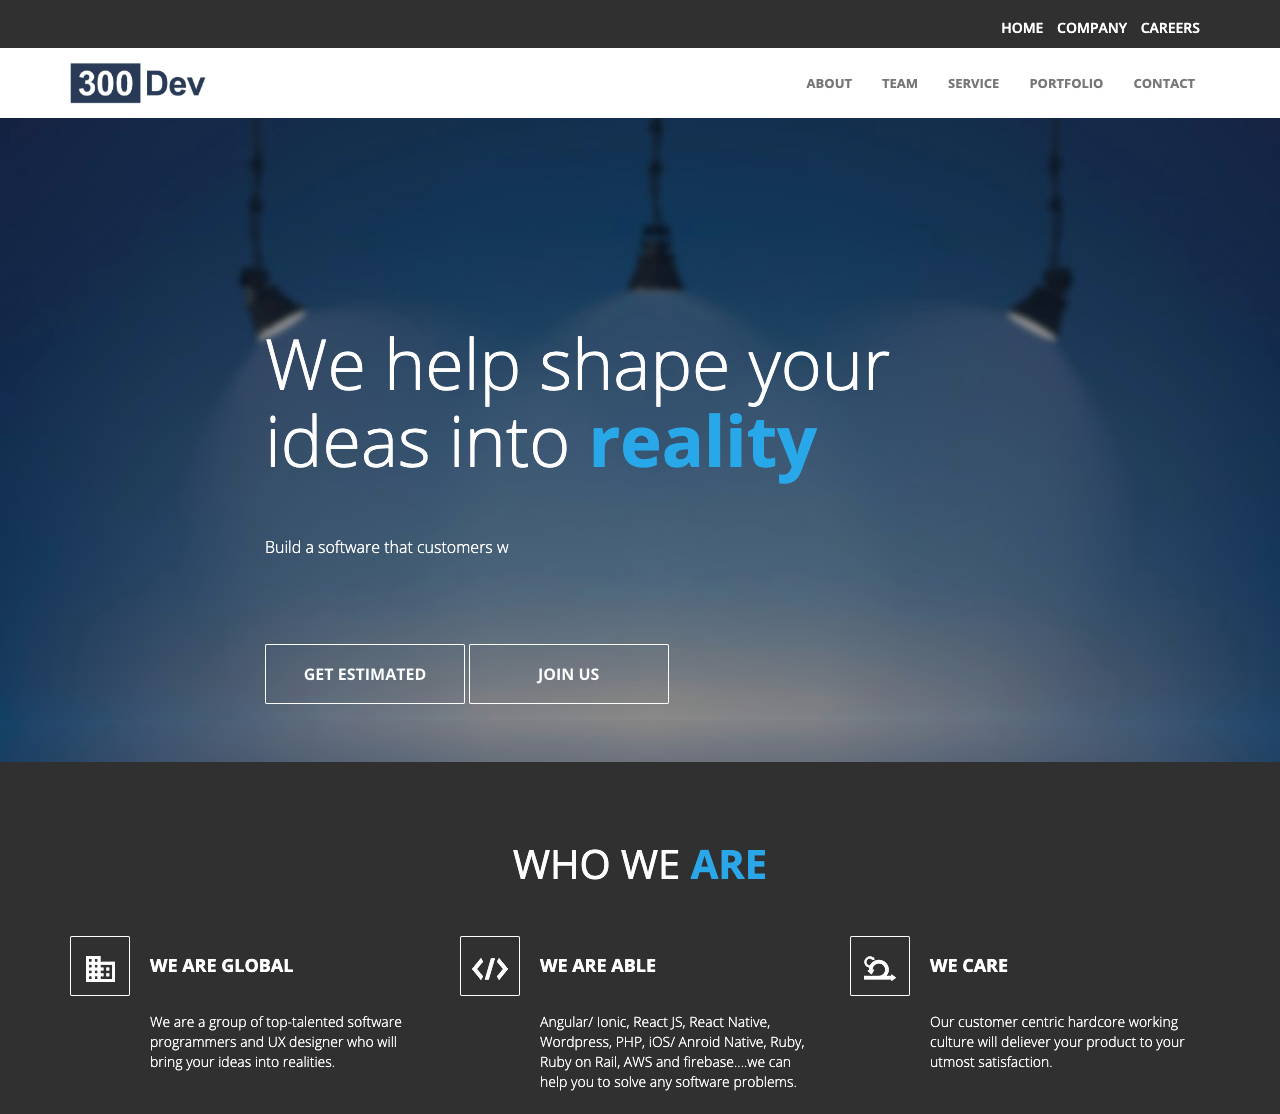 HOME COMPANY CAREERS
300 Dev
ABOUT TEAM SERVICE PORTFOLIO CONTACT
We help shape your
ideas into reality
Build a software that customers w
GET ESTIMATED JOIN US
WHO WE ARE
WE ARE GLOBAL
We are a group of top-talented software
programmers and UX designer who will
bring your ideas into realities.
WE ARE ABLE
Angular/ Ionic, React JS, React Native,
Wordpress, PHP, iOS/ Anroid Native, Ruby,
Ruby on Rail, AWS and firebase....we can
help you to solve any software problems.
WE CARE
Our customer centric hardcore working
culture will deliever your product to your
utmost satisfaction.